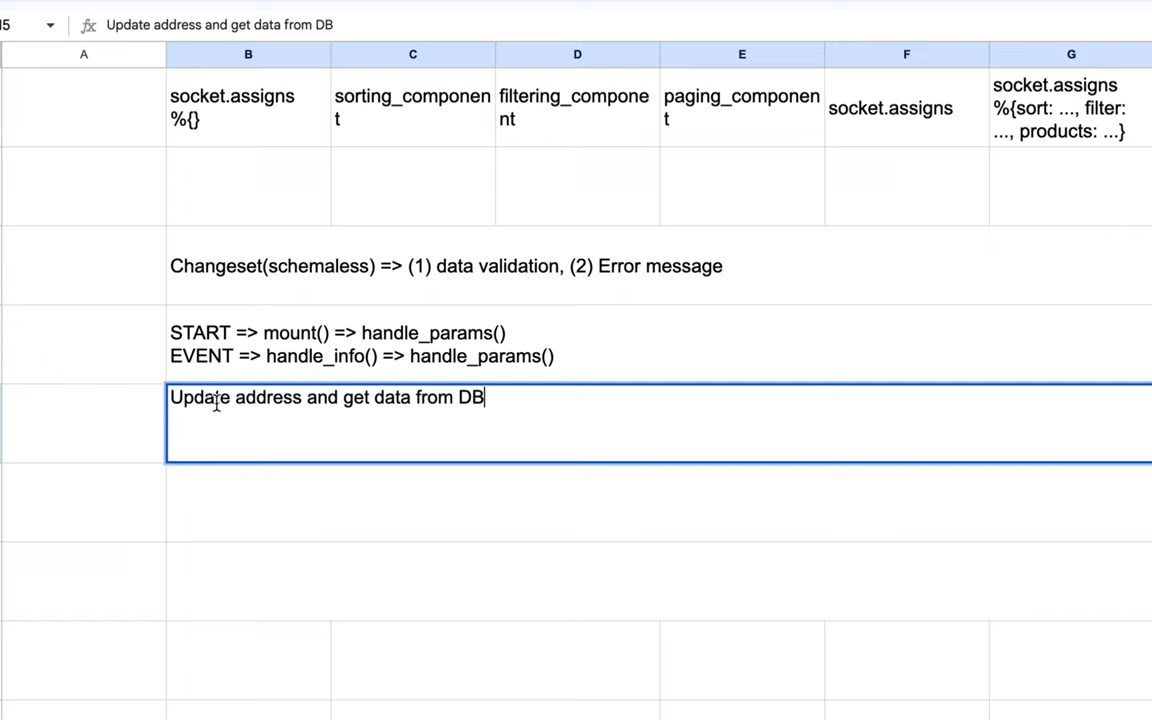 15 fx Update address and get data from DB
A B C D E F G
socket.assigns
%{}
sorting_componen
t
filtering_compone
nt
paging_componen
t
socket.assigns
socket.assigns
%{sort: ..., filter:
..., products: ...}
Changeset(schemaless) => (1) data validation, (2) Error message
START => mount() => handle_params()
EVENT => handle_info() => handle_params()
Update address and get data from DB